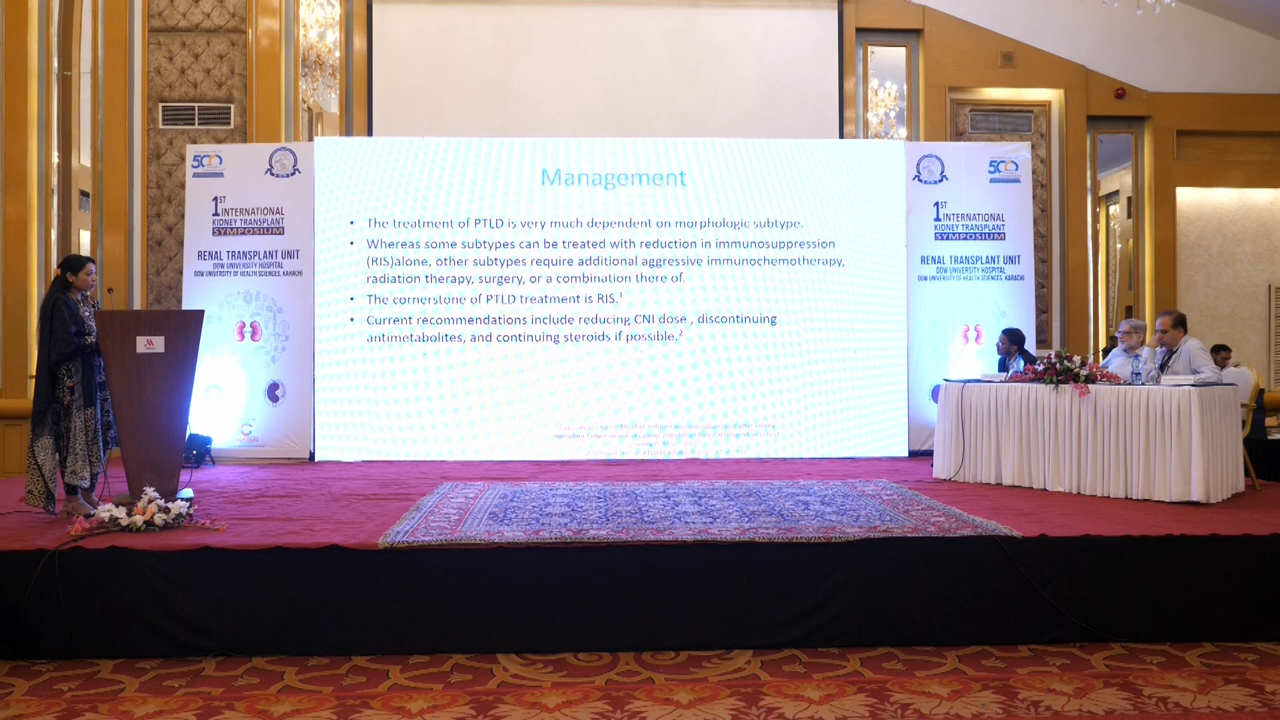 500
1ST
INTERNATIONAL
KIDNEY TRANSPLANT
SYMPOSIUM
RENAL TRANSPLANT UNIT
DOW UNIVERSITY HOSPITAL
DOW UNIVERSITY OF HEALTH SCIENCES, KARACHI
Management
• The treatment of PTLD is very much dependent on morphologic subtype.
• Whereas some subtypes can be treated with reduction in immunosuppression
(RIS)alone, other subtypes require additional aggressive immunochemotherapy,
radiation therapy, surgery, or a combination there of.
• The cornerstone of PTLD treatment is RIS.¹
• Current recommendations include reducing CNI dose , discontinuing
antimetabolites, and continuing steroids if possible.²
500
1ST
INTERNATIONAL
KIDNEY TRANSPLANT
SYMPOSIUM
RENAL TRANSPLANT UNIT
DOW UNIVERSITY HOSPITAL
DOW UNIVERSITY OF HEALTH SCIENCES, KARACHI